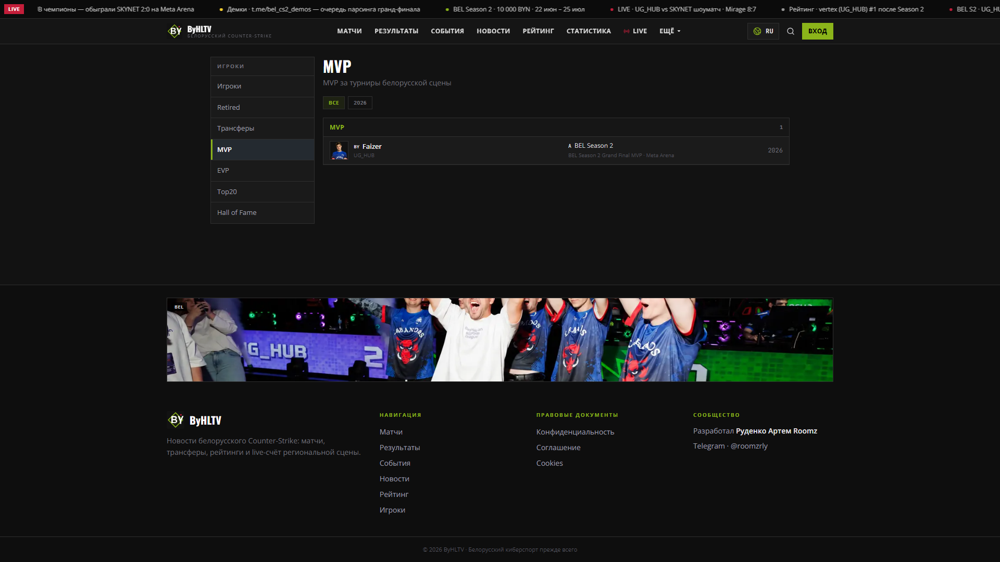 LIVE
В чемпионы — обыграли SKYNET 2:0 на Meta Arena
Демки · t.me/bel_cs2_demos — очередь парсинга гранд-финала
BEL Season 2 · 10 000 BYN · 22 июн – 25 июл
LIVE · UG_HUB vs SKYNET шоуматч · Mirage 8:7
Рейтинг · vertex (UG_HUB) #1 после Season 2
BEL S2 · UG_HU
BY ByHLTV
БЕЛОРУССКИЙ COUNTER-STRIKE
МАТЧИ РЕЗУЛЬТАТЫ СОБЫТИЯ НОВОСТИ РЕЙТИНГ СТАТИСТИКА LIVE ЕЩЁ
RU
ВХОД
ИГРОКИ
Игроки
Retired
Трансферы
MVP
EVP
Top20
Hall of Fame
MVP
MVP за турниры белорусской сцены
ВСЕ 2026
MVP 1
BY Faizer
UG_HUB
A BEL Season 2
BEL Season 2 Grand Final MVP · Meta Arena
2026
BEL
UG_HUB
2
BY ByHLTV
Новости белорусского Counter-Strike: матчи,
трансферы, рейтинги и live-счёт региональной сцены.
НАВИГАЦИЯ
Матчи
Результаты
События
Новости
Рейтинг
Игроки
ПРАВОВЫЕ ДОКУМЕНТЫ
Конфиденциальность
Соглашение
Cookies
СООБЩЕСТВО
Разработал Руденко Артем Roomz
Telegram · @roomzrly
© 2026 ByHLTV · Белорусский киберспорт прежде всего